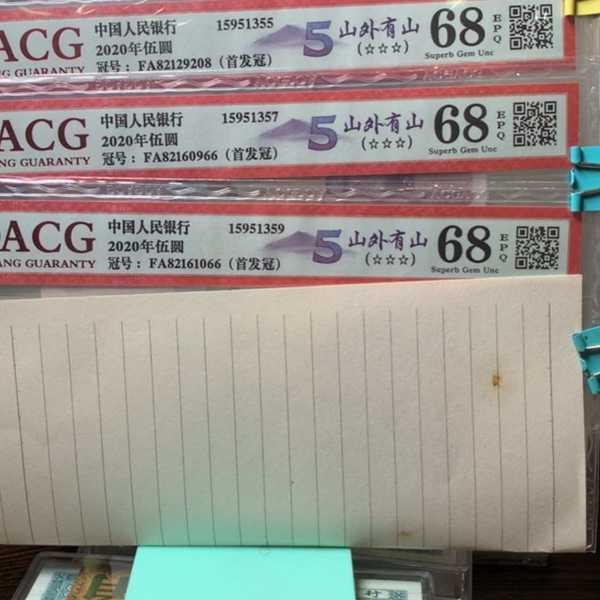 ACG
NG GUARANTY
中国人民银行 15951355
2020年伍圆
冠号：FA82129208（首发冠）
5 山外有山
（☆☆☆）
68 EPQ
Superb Gem Unc
ACG
NG GUARANTY
中国人民银行 15951357
2020年伍圆
冠号：FA82160966（首发冠）
5 山外有山
（☆☆☆）
68 EPQ
Superb Gem Unc
ACG
NG GUARANTY
中国人民银行 15951359
2020年伍圆
冠号：FA82161066（首发冠）
5 山外有山
（☆☆☆）
68 EPQ
Superb Gem Unc